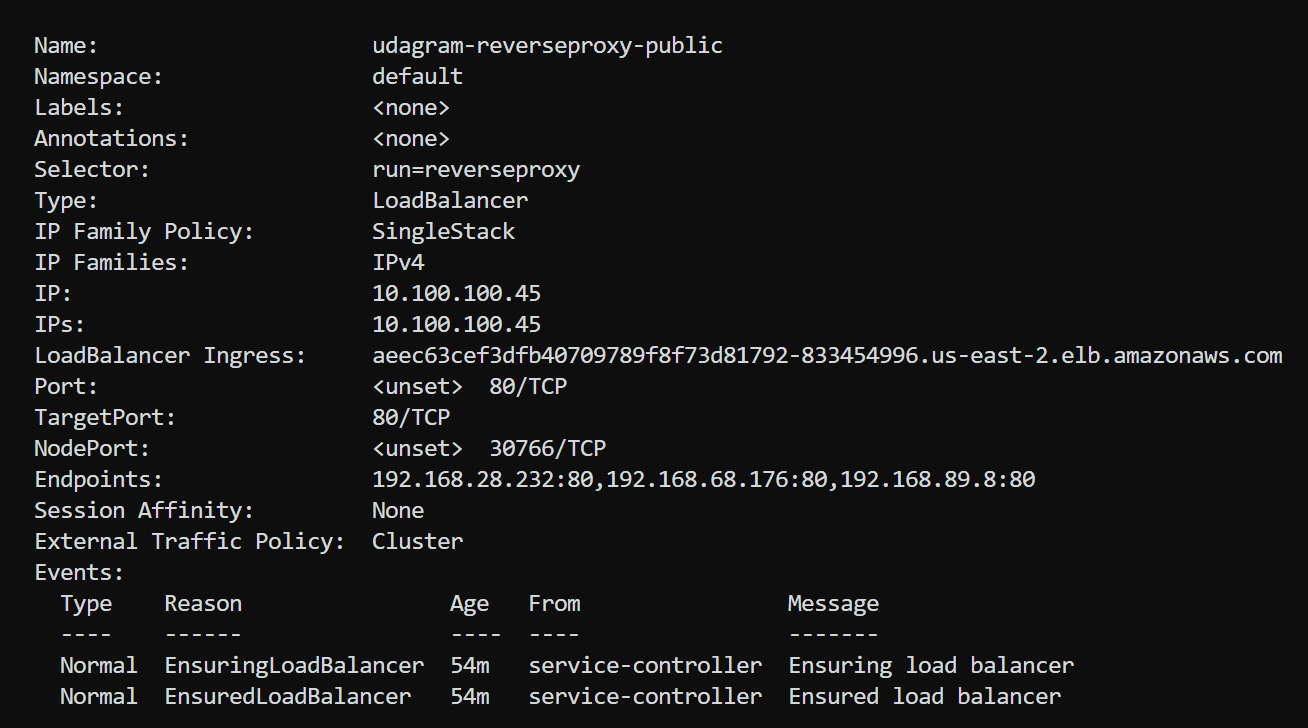 Name:                     udagram-reverseproxy-public
Namespace:                default
Labels:                   <none>
Annotations:              <none>
Selector:                 run=reverseproxy
Type:                     LoadBalancer
IP Family Policy:         SingleStack
IP Families:              IPv4
IP:                       10.100.100.45
IPs:                      10.100.100.45
LoadBalancer Ingress:     aeec63cef3dfb40709789f8f73d81792-833454996.us-east-2.elb.amazonaws.com
Port:                     <unset>  80/TCP
TargetPort:               80/TCP
NodePort:                 <unset>  30766/TCP
Endpoints:                192.168.28.232:80,192.168.68.176:80,192.168.89.8:80
Session Affinity:         None
External Traffic Policy:  Cluster
Events:
  Type    Reason                Age   From                Message
  ----    ------                ----  ----                -------
  Normal  EnsuringLoadBalancer  54m   service-controller  Ensuring load balancer
  Normal  EnsuredLoadBalancer   54m   service-controller  Ensured load balancer